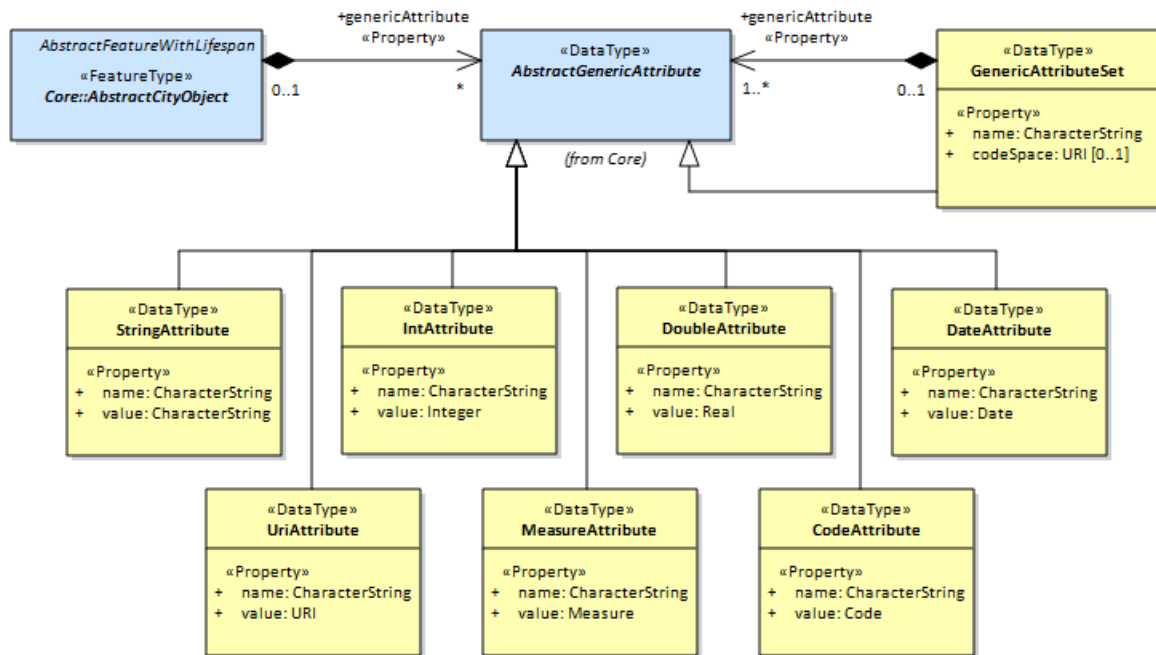 +genericAttribute
«Property»
+genericAttribute
«Property»
AbstractFeatureWithLifespan
«FeatureType»
Core::AbstractCityObject
0..1
*
«DataType»
AbstractGenericAttribute
(from Core)
1..*
0..1
«DataType»
GenericAttributeSet
«Property»
+ name: CharacterString
+ codeSpace: URI [0..1]
«DataType»
StringAttribute
«Property»
+ name: CharacterString
+ value: CharacterString
«DataType»
IntAttribute
«Property»
+ name: CharacterString
+ value: Integer
«DataType»
DoubleAttribute
«Property»
+ name: CharacterString
+ value: Real
«DataType»
DateAttribute
«Property»
+ name: CharacterString
+ value: Date
«DataType»
UriAttribute
«Property»
+ name: CharacterString
+ value: URI
«DataType»
MeasureAttribute
«Property»
+ name: CharacterString
+ value: Measure
«DataType»
CodeAttribute
«Property»
+ name: CharacterString
+ value: Code